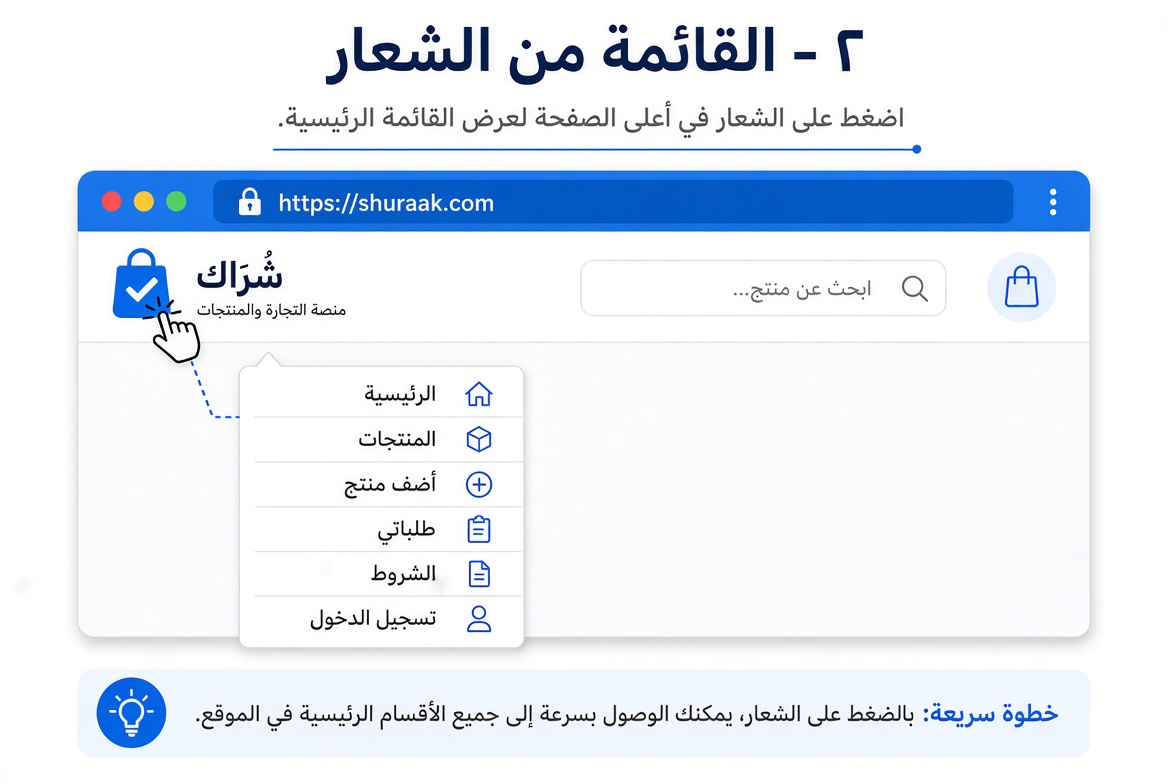 ٢ - القائمة من الشعار
اضغط على الشعار في أعلى الصفحة لعرض القائمة الرئيسية.
https://shuraak.com
شُرَاك
منصة التجارة والمنتجات
ابحث عن منتج...
الرئيسية
المنتجات
أضف منتج
طلباتي
الشروط
تسجيل الدخول
خطوة سريعة: بالضغط على الشعار، يمكنك الوصول بسرعة إلى جميع الأقسام الرئيسية في الموقع.